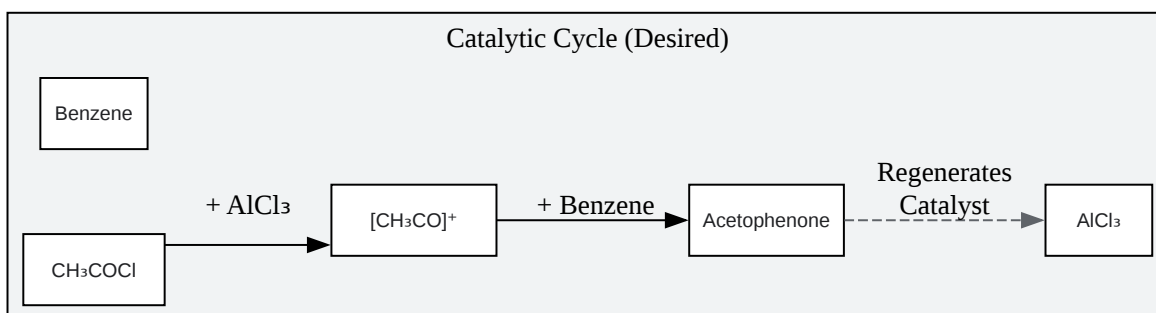 Catalytic Cycle (Desired)
Benzene
+ AlCl₃
[CH₃CO]⁺
+ Benzene
Acetophenone
Regenerates
Catalyst
AlCl₃
CH₃COCl